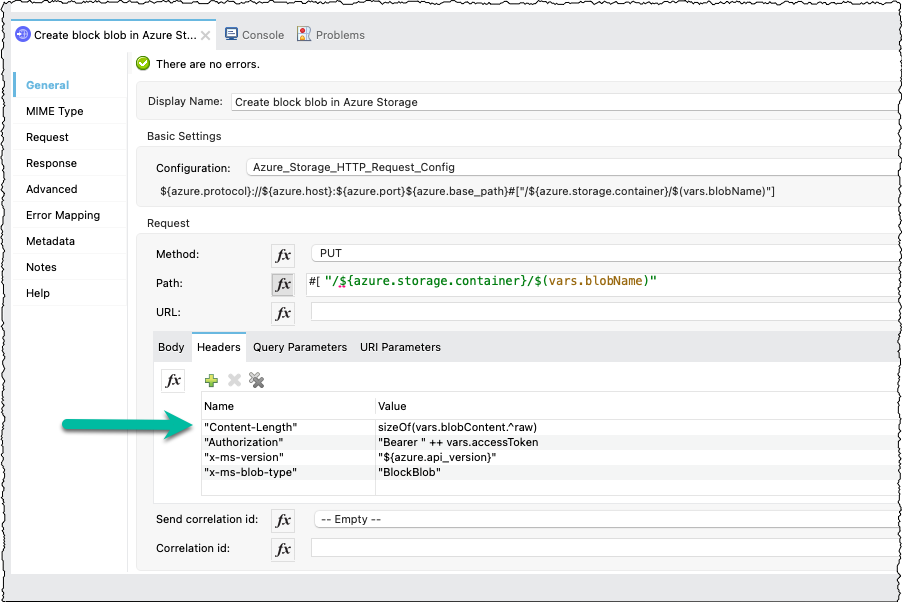 Create block blob in Azure St... Console Problems
There are no errors.
General
MIME Type
Request
Response
Advanced
Error Mapping
Metadata
Notes
Help
Display Name: Create block blob in Azure Storage
Basic Settings
Configuration: Azure_Storage_HTTP_Request_Config
${azure.protocol}://${azure.host}:${azure.port}${azure.base_path}#["/${azure.storage.container}/$(vars.blobName)"]
Request
Method: fx PUT
Path: fx #[ "/${azure.storage.container}/$(vars.blobName)"
URL: fx
Body Headers Query Parameters URI Parameters
fx
Name Value
"Content-Length" sizeOf(vars.blobContent.^raw)
"Authorization" "Bearer " ++ vars.accessToken
"x-ms-version" "${azure.api_version}"
"x-ms-blob-type" "BlockBlob"
Send correlation id: fx -- Empty --
Correlation id: fx